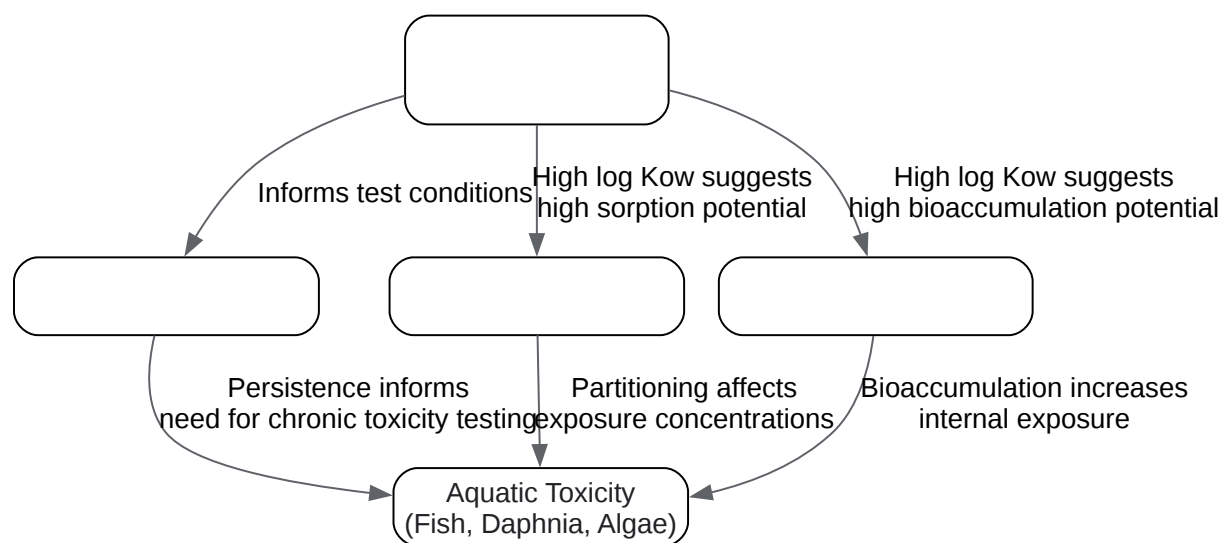 Informs test conditions
High log Kow suggests
high sorption potential
High log Kow suggests
high bioaccumulation potential
Persistence informs
need for chronic toxicity testing
Partitioning affects
exposure concentrations
Bioaccumulation increases
internal exposure
Aquatic Toxicity
(Fish, Daphnia, Algae)